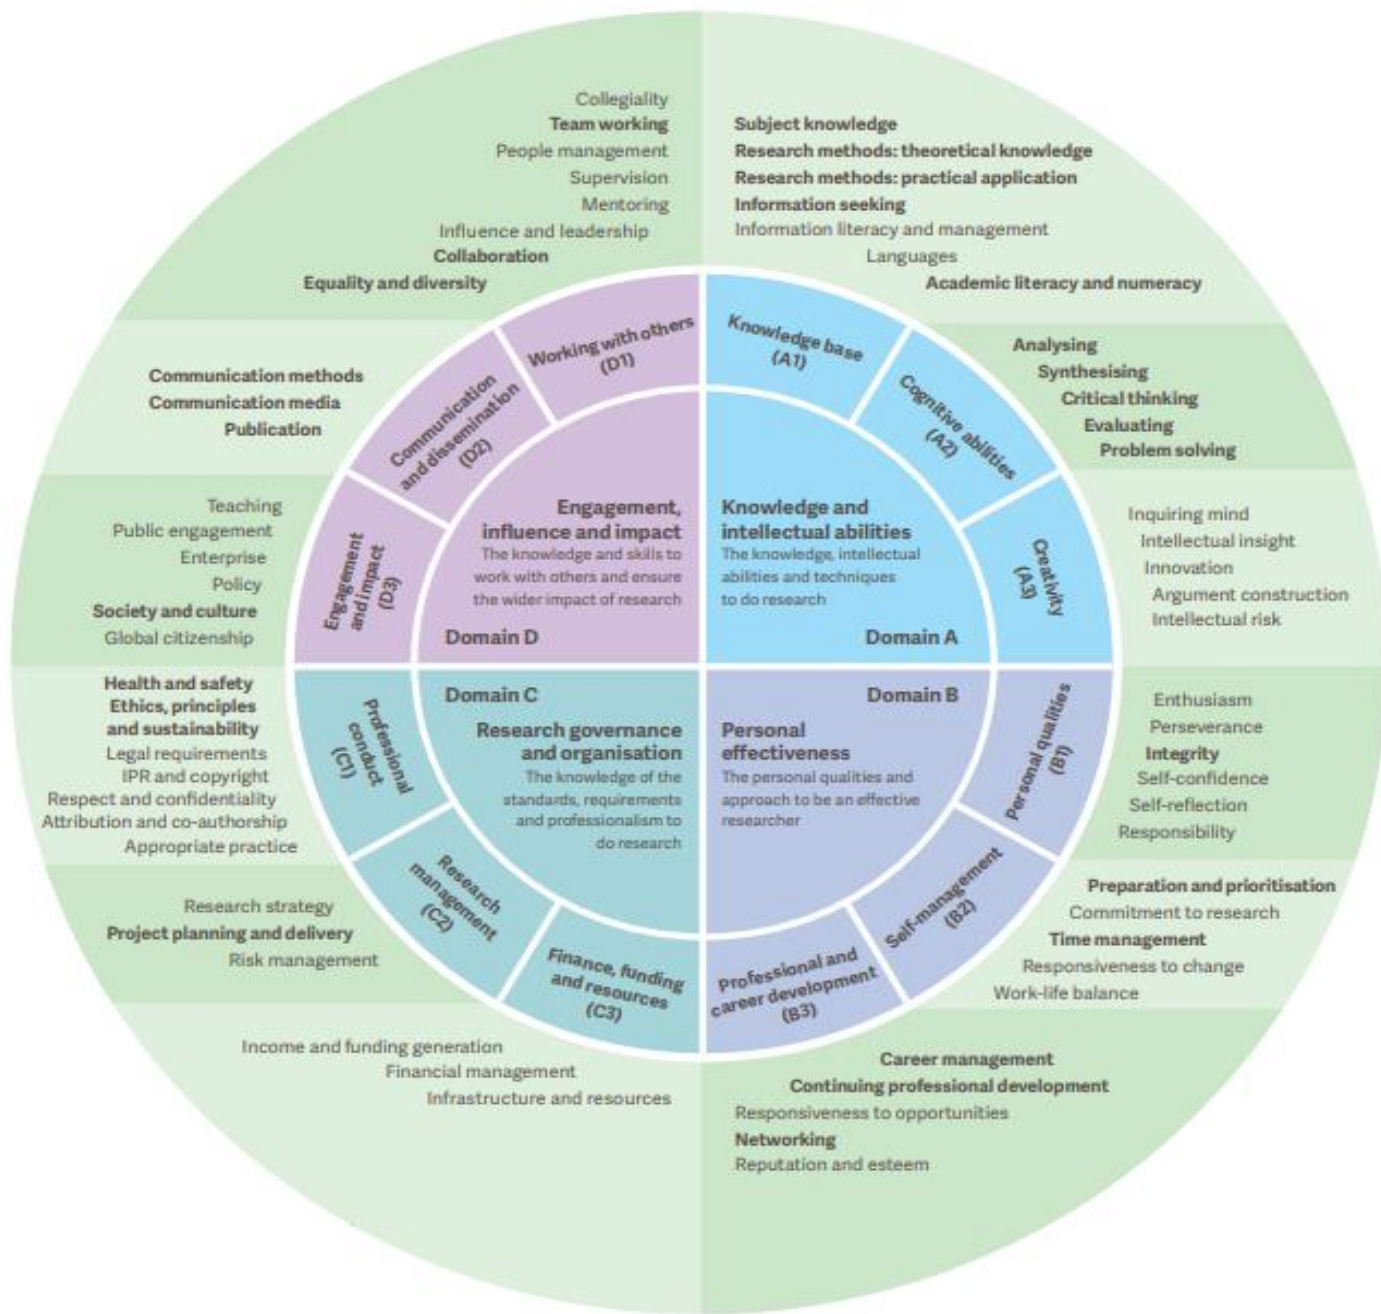 Collegiality
Team working
People management
Supervision
Mentoring
Influence and leadership
Collaboration
Equality and diversity
Communication methods
Communication media
Publication
Teaching
Public engagement
Enterprise
Policy
Society and culture
Global citizenship
Health and safety
Ethics, principles
and sustainability
Legal requirements
IPR and copyright
Respect and confidentiality
Attribution and co-authorship
Appropriate practice
Research strategy
Project planning and delivery
Risk management
Income and funding generation
Financial management
Infrastructure and resources
Subject knowledge
Research methods: theoretical knowledge
Research methods: practical application
Information seeking
Information literacy and management
Languages
Academic literacy and numeracy
Analysing
Synthesising
Critical thinking
Evaluating
Problem solving
Inquiring mind
Intellectual insight
Innovation
Argument construction
Intellectual risk
Enthusiasm
Perseverance
Integrity
Self-confidence
Self-reflection
Responsibility
Preparation and prioritisation
Commitment to research
Time management
Responsiveness to change
Work-life balance
Career management
Continuing professional development
Responsiveness to opportunities
Networking
Reputation and esteem
Working with others
(D1)
Communication
and dissemination
(D2)
Engagement
and impact
(D3)
Professional
conduct
(C1)
Research
management
(C2)
Finance, funding
and resources
(C3)
Knowledge base
(A1)
Cognitive abilities
(A2)
Creativity
(A3)
Personal qualities
(B1)
Self-management
(B2)
Professional and
career development
(B3)
Engagement,
influence and impact
The knowledge and skills to
work with others and ensure
the wider impact of research
Domain D
Knowledge and
intellectual abilities
The knowledge, intellectual
abilities and techniques
to do research
Domain A
Domain C
Research governance
and organisation
The knowledge of the
standards, requirements
and professionalism to
do research
Domain B
Personal
effectiveness
The personal qualities and
approach to be an effective
researcher